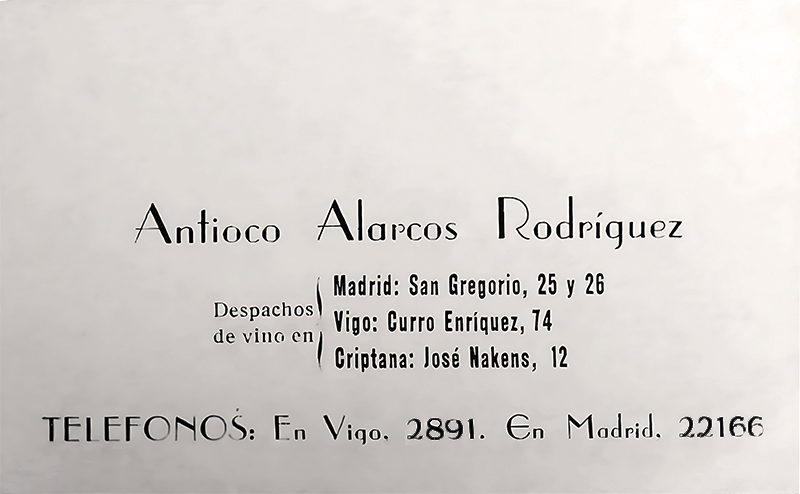 Antioco Alarcos Rodríguez
Despachos de vino en
Madrid: San Gregorio, 25 y 26
Vigo: Curro Enríquez, 74
Criptana: José Nakens, 12
TELEFONOS: En Vigo. 2891. En Madrid. 22166